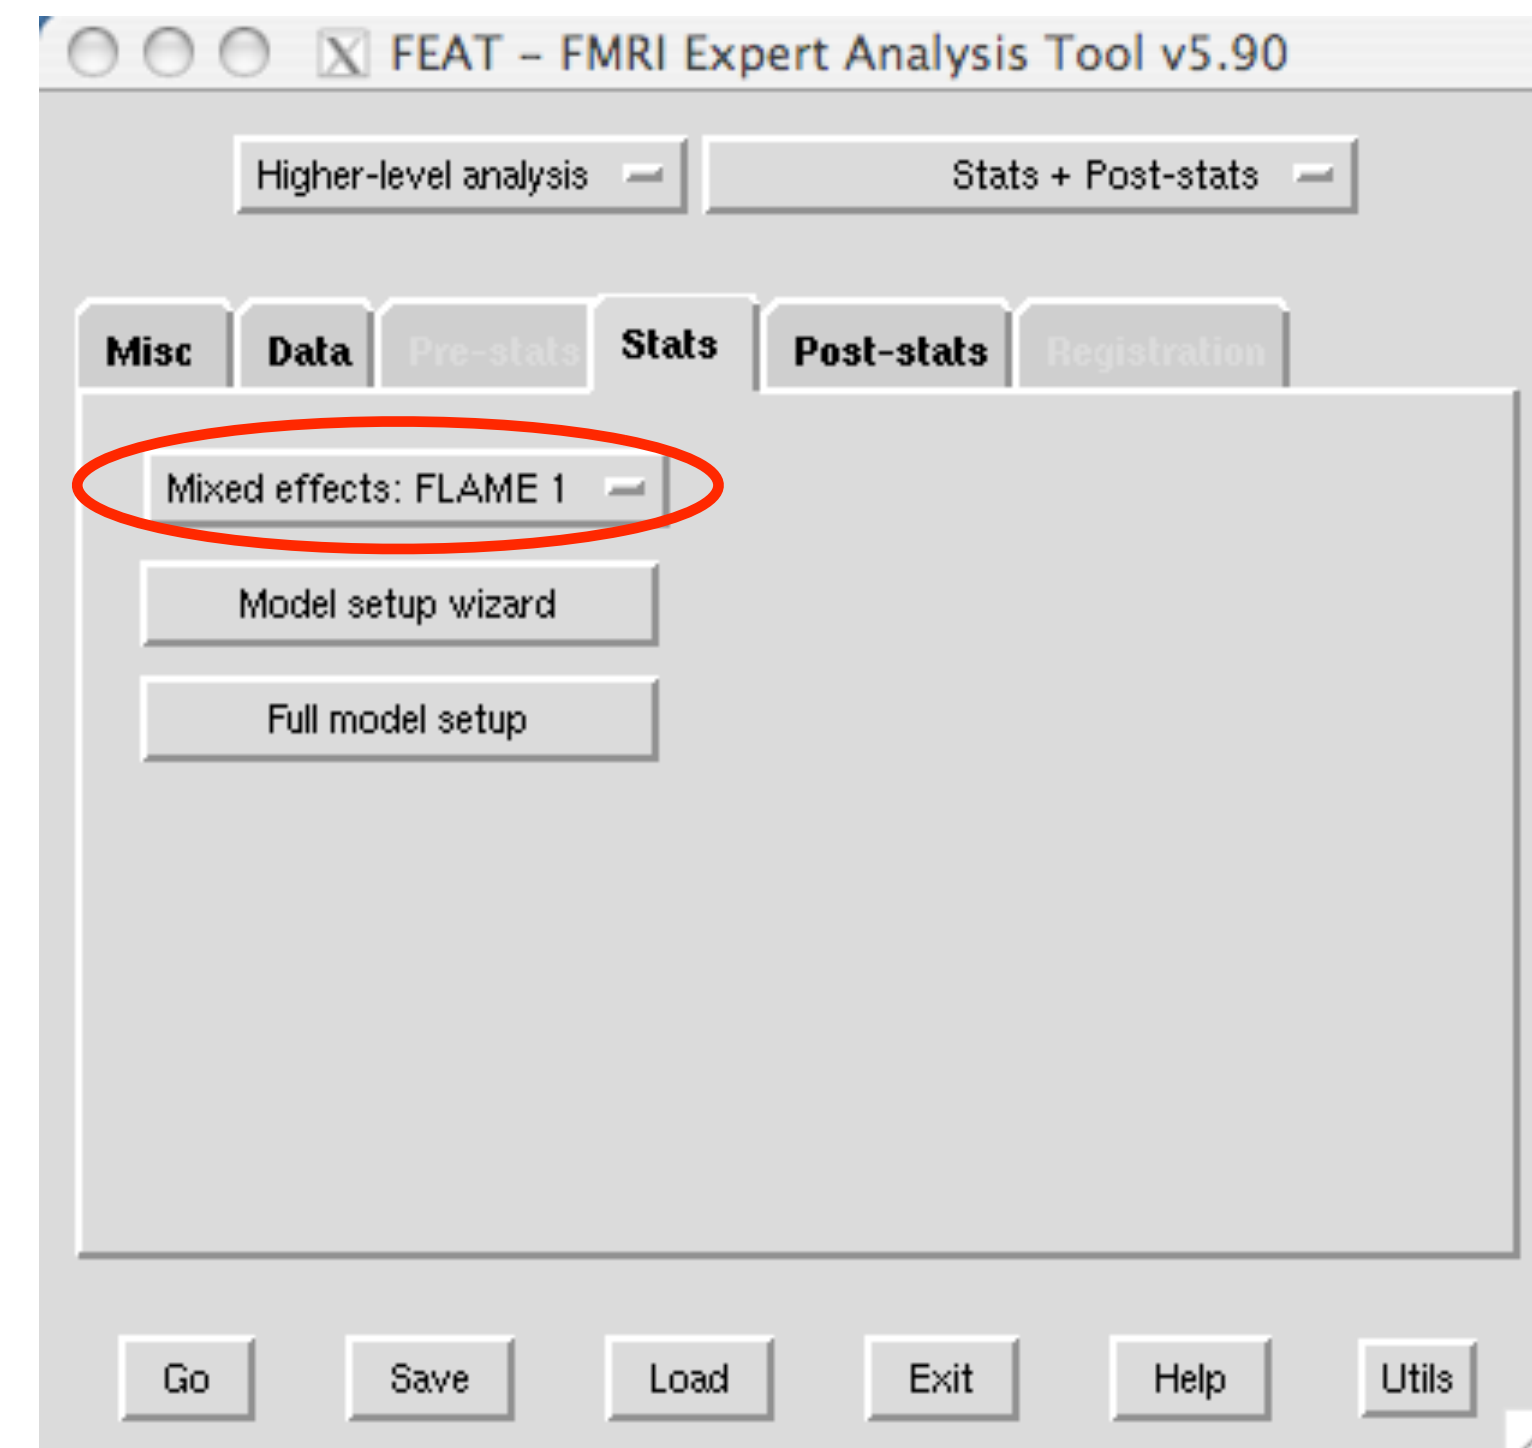 X FEAT – FMRI Expert Analysis Tool v5.90
Higher-level analysis Stats + Post-stats
Misc Data Pre-stats Stats Post-stats Registration
Mixed effects: FLAME 1
Model setup wizard
Full model setup
Go Save Load Exit Help Utils